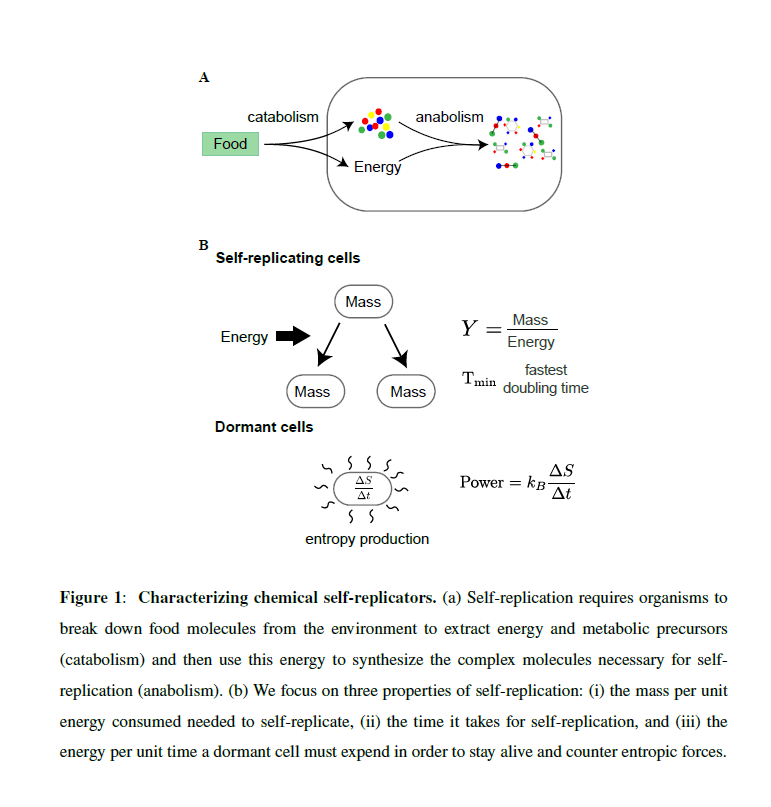 A
catabolism
anabolism
Food
Energy
B
Self-replicating cells
Mass
Energy
Y = Mass / Energy
T_min fastest doubling time
Mass
Mass
Dormant cells
ΔS / Δt
Power = k_B ΔS / Δt
entropy production
Figure 1: Characterizing chemical self-replicators. (a) Self-replication requires organisms to
break down food molecules from the environment to extract energy and metabolic precursors
(catabolism) and then use this energy to synthesize the complex molecules necessary for self-
replication (anabolism). (b) We focus on three properties of self-replication: (i) the mass per unit
energy consumed needed to self-replicate, (ii) the time it takes for self-replication, and (iii) the
energy per unit time a dormant cell must expend in order to stay alive and counter entropic forces.